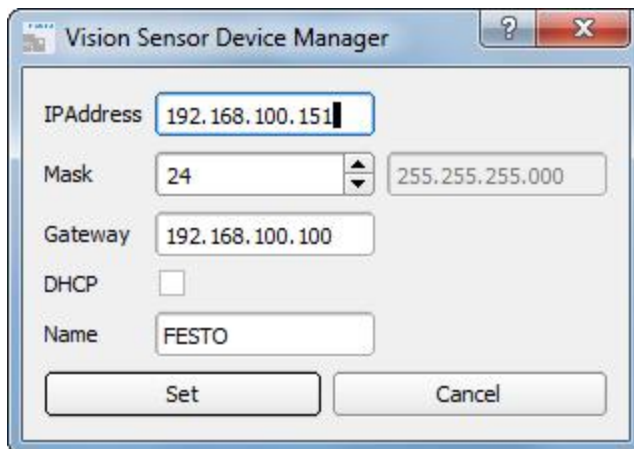 Vision Sensor Device Manager
IPAddress 192.168.100.151
Mask 24 255.255.255.000
Gateway 192.168.100.100
DHCP
Name FESTO
Set Cancel